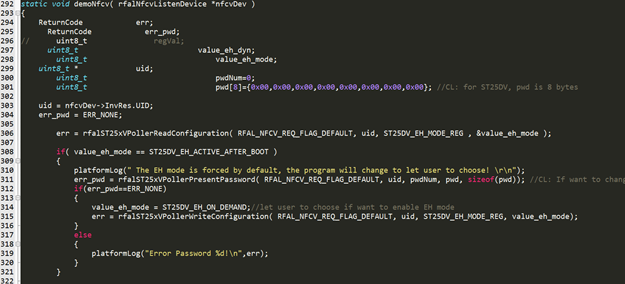 292 static void demoNfcv( rfalNfcvListenDevice *nfcvDev )
293 {
294 ReturnCode err;
295 ReturnCode err_pwd;
296 // uint8_t regVal;
297 uint8_t value_eh_dyn;
298 uint8_t value_eh_mode;
299 uint8_t * uid;
300 uint8_t pwdNum=0;
301 uint8_t pwd[8]={0x00,0x00,0x00,0x00,0x00,0x00,0x00,0x00}; //CL: for ST25DV, pwd is 8 bytes
302
303 uid = nfcvDev->InvRes.UID;
304 err_pwd = ERR_NONE;
305
306 err = rfalST25xVPollerReadConfiguration( RFAL_NFCV_REQ_FLAG_DEFAULT, uid, ST25DV_EH_MODE_REG , &value_eh_mode );
307
308 if( value_eh_mode == ST25DV_EH_ACTIVE_AFTER_BOOT )
309 {
310 platformLog(" The EH mode is forced by default, the program will change to let user to choose! \r\n");
311 err_pwd = rfalST25xVPollerPresentPassword( RFAL_NFCV_REQ_FLAG_DEFAULT, uid, pwdNum, pwd, sizeof(pwd)); //CL: If want to chang
312 if(err_pwd==ERR_NONE)
313 {
314 value_eh_mode = ST25DV_EH_ON_DEMAND;//let user to choose if want to enable EH mode
315 err = rfalST25xVPollerWriteConfiguration( RFAL_NFCV_REQ_FLAG_DEFAULT, uid, ST25DV_EH_MODE_REG, value_eh_mode);
316 }
317 else
318 {
319 platformLog("Error Password %d!\n",err);
320 }
321 }
322